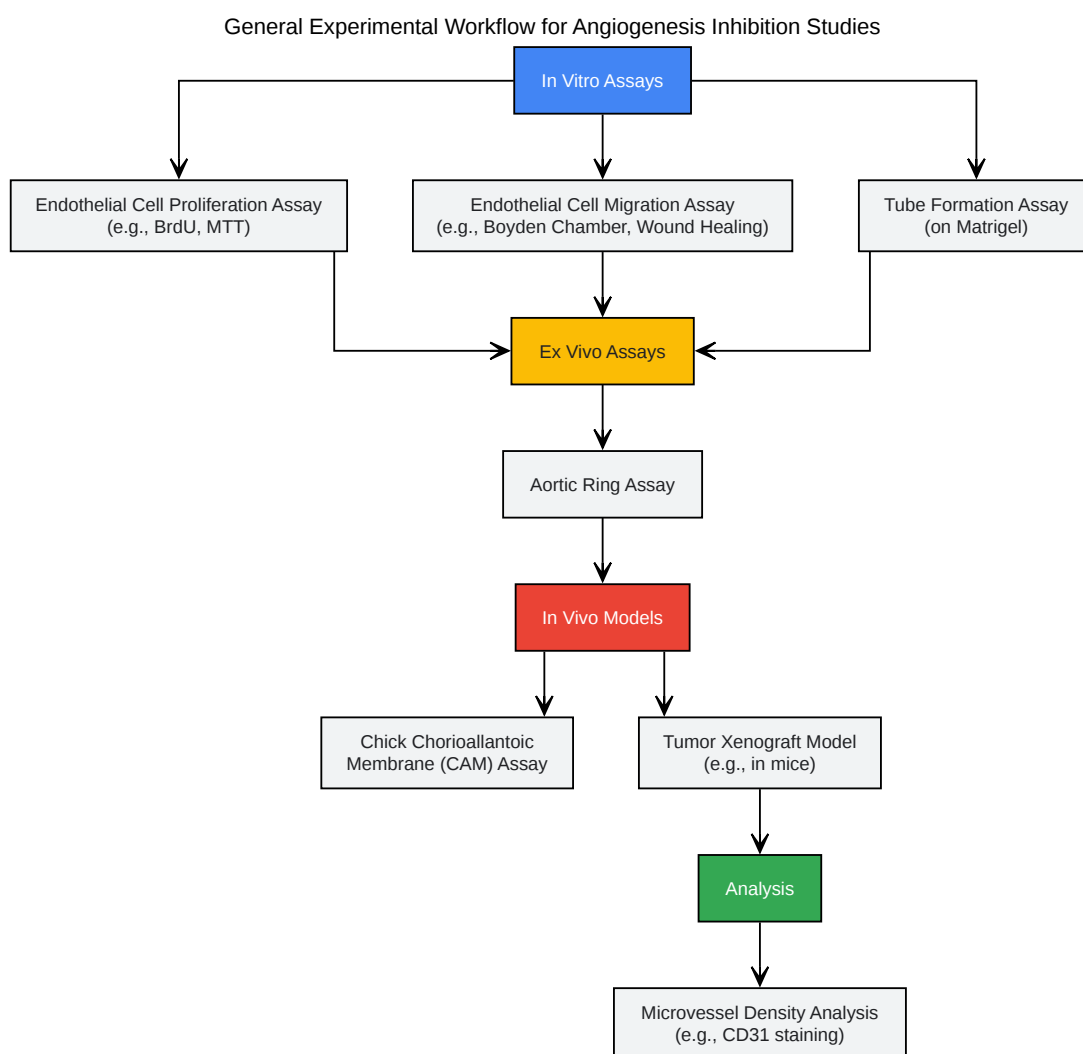 General Experimental Workflow for Angiogenesis Inhibition Studies
In Vitro Assays
Endothelial Cell Proliferation Assay
(e.g., BrdU, MTT)
Endothelial Cell Migration Assay
(e.g., Boyden Chamber, Wound Healing)
Tube Formation Assay
(on Matrigel)
Ex Vivo Assays
Aortic Ring Assay
In Vivo Models
Chick Chorioallantoic
Membrane (CAM) Assay
Tumor Xenograft Model
(e.g., in mice)
Analysis
Microvessel Density Analysis
(e.g., CD31 staining)